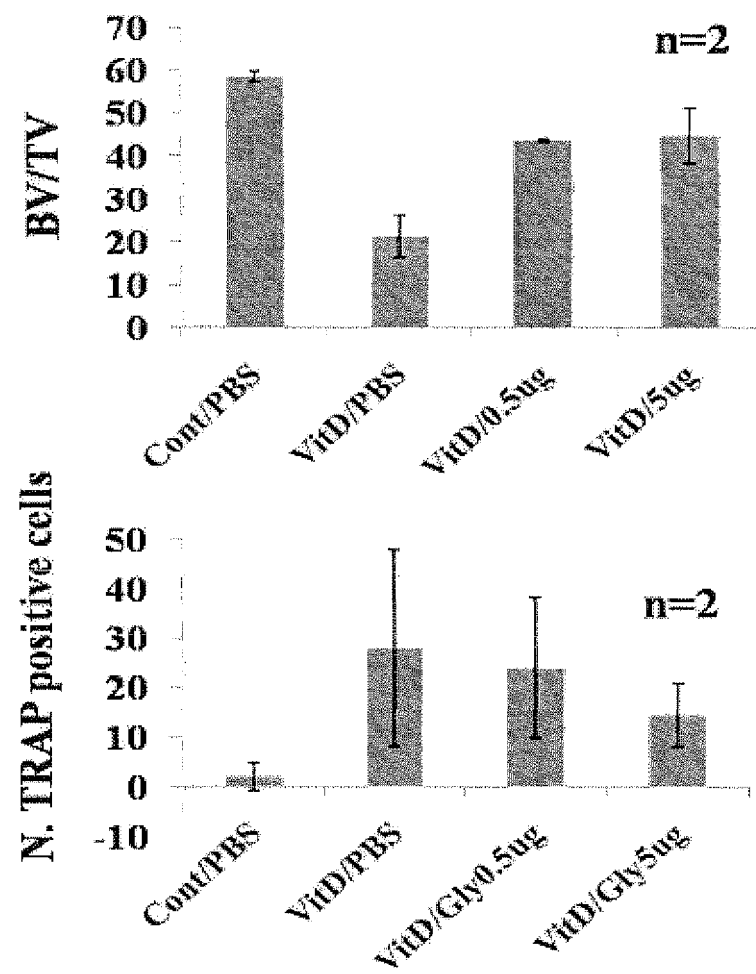 70
60
50
40
30
20
10
0
BV/TV
n=2
Cont/PBS
VitD/PBS
VitD/0.5ug
VitD/5ug
50
40
30
20
10
0
-10
N. TRAP positive cells
n=2
Cont/PBS
VitD/PBS
VitD/Gly0.5ug
VitD/Gly5ug